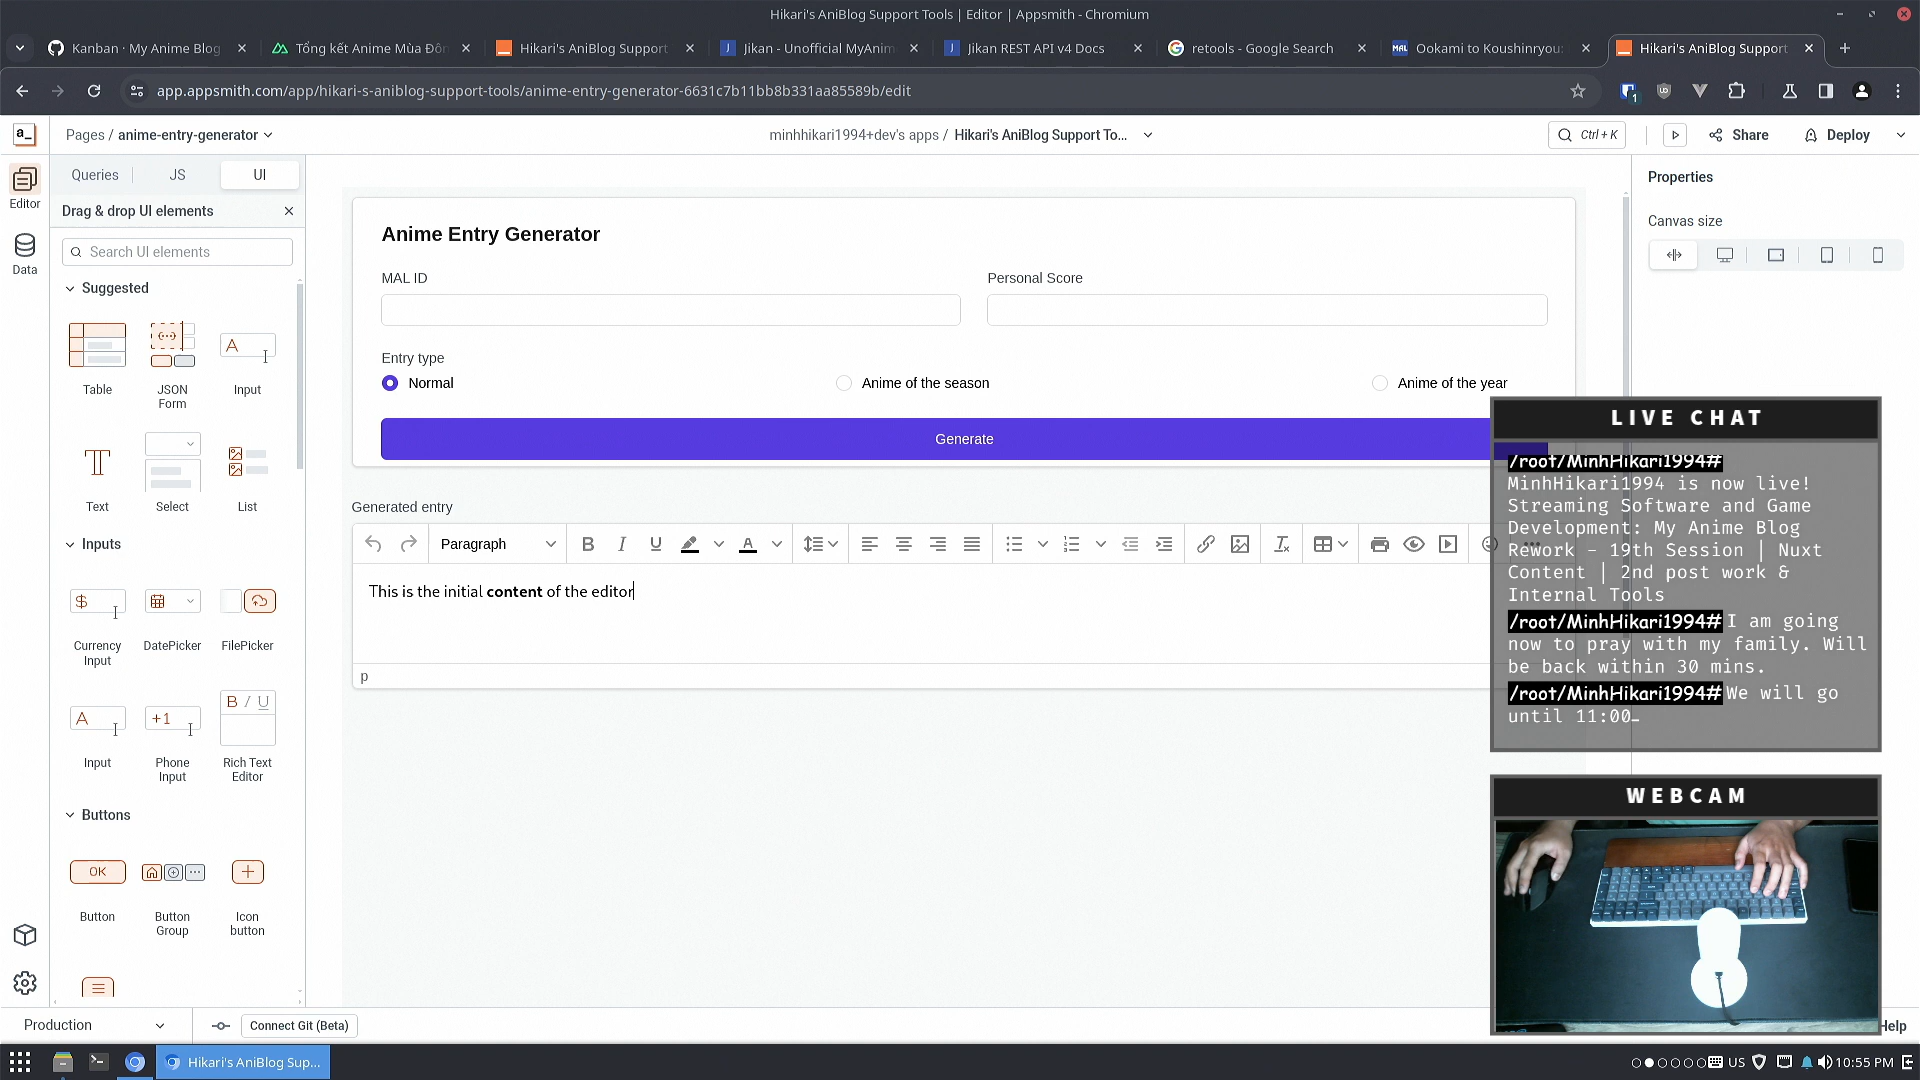 Hikari's AniBlog Support Tools | Editor | Appsmith - Chromium
Kanban · My Anime Blog
Tổng kết Anime Mùa Đôn
Hikari's AniBlog Support
Jikan - Unofficial MyAnim
Jikan REST API v4 Docs
retools - Google Search
MAL Ookami to Koushinryou:
Hikari's AniBlog Support
app.appsmith.com/app/hikari-s-aniblog-support-tools/anime-entry-generator-6631c7b11bb8b331aa85589b/edit
1
a_ Pages / anime-entry-generator
minhhikari1994+dev's apps / Hikari's AniBlog Support To...
Ctrl + K
Share
Deploy
Editor
Data
Queries
JS
UI
Drag & drop UI elements
Search UI elements
Suggested
Table
JSON Form
Input
Text
Select
List
Inputs
Currency Input
DatePicker
FilePicker
Input
Phone Input
Rich Text Editor
Buttons
OK
Button
Button Group
Icon button
Anime Entry Generator
MAL ID
Personal Score
Entry type
Normal
Anime of the season
Anime of the year
Generate
Generated entry
Paragraph
This is the initial content of the editor
p
Properties
Canvas size
LIVE CHAT
/root/MinhHikari1994#
MinhHikari1994 is now live!
Streaming Software and Game
Development: My Anime Blog
Rework - 19th Session | Nuxt
Content | 2nd post work &
Internal Tools
/root/MinhHikari1994# I am going
now to pray with my family. Will
be back within 30 mins.
/root/MinhHikari1994# We will go
until 11:00
WEBCAM
Production
Connect Git (Beta)
Help
Hikari's AniBlog Sup...
US
10:55 PM